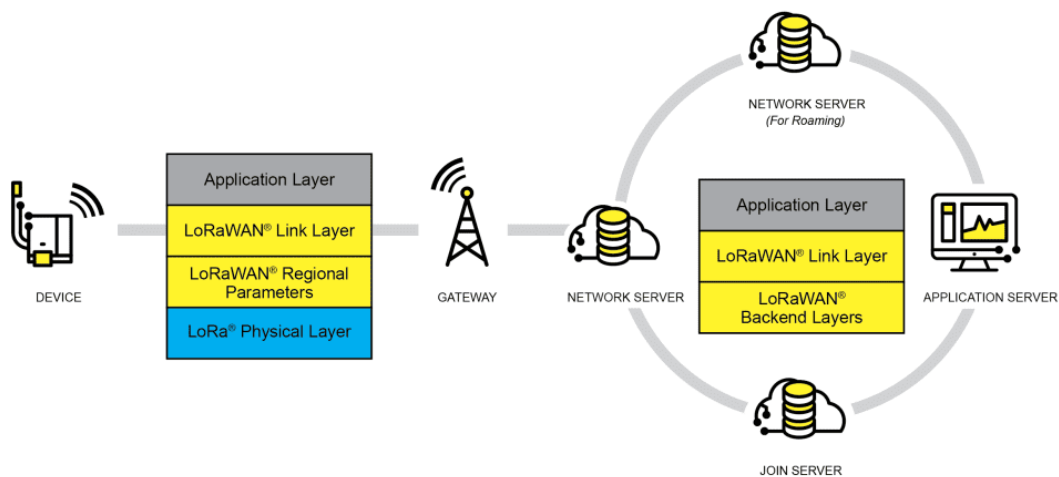 NETWORK SERVER
(For Roaming)
Application Layer
LoRaWAN® Link Layer
LoRaWAN® Regional
Parameters
LoRa® Physical Layer
Application Layer
LoRaWAN® Link Layer
LoRaWAN®
Backend Layers
DEVICE
GATEWAY
NETWORK SERVER
APPLICATION SERVER
JOIN SERVER